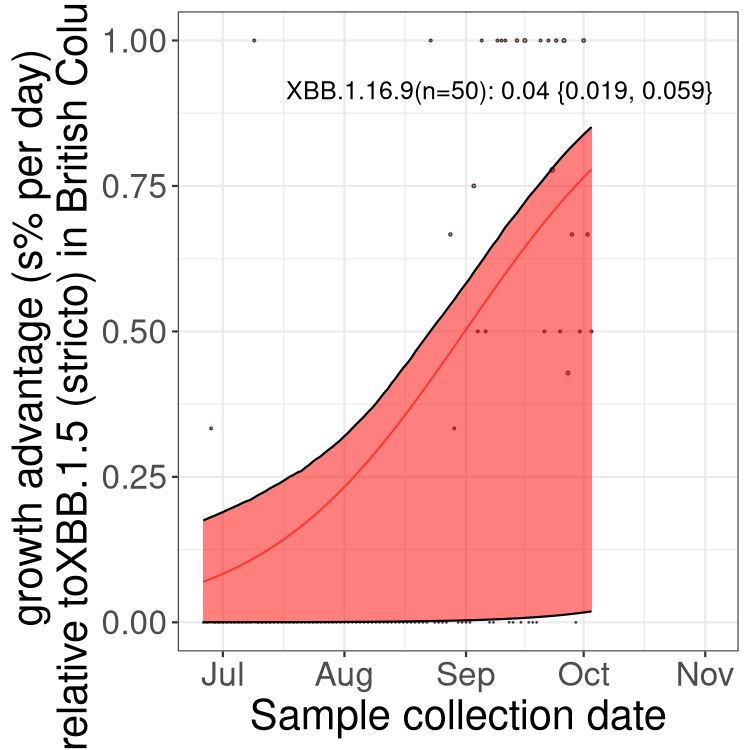 growth advantage (s% per day)
relative toXBB.1.5 (stricto) in British Colu
1.00
0.75
0.50
0.25
0.00
XBB.1.16.9(n=50): 0.04 {0.019, 0.059}
Jul Aug Sep Oct Nov
Sample collection date